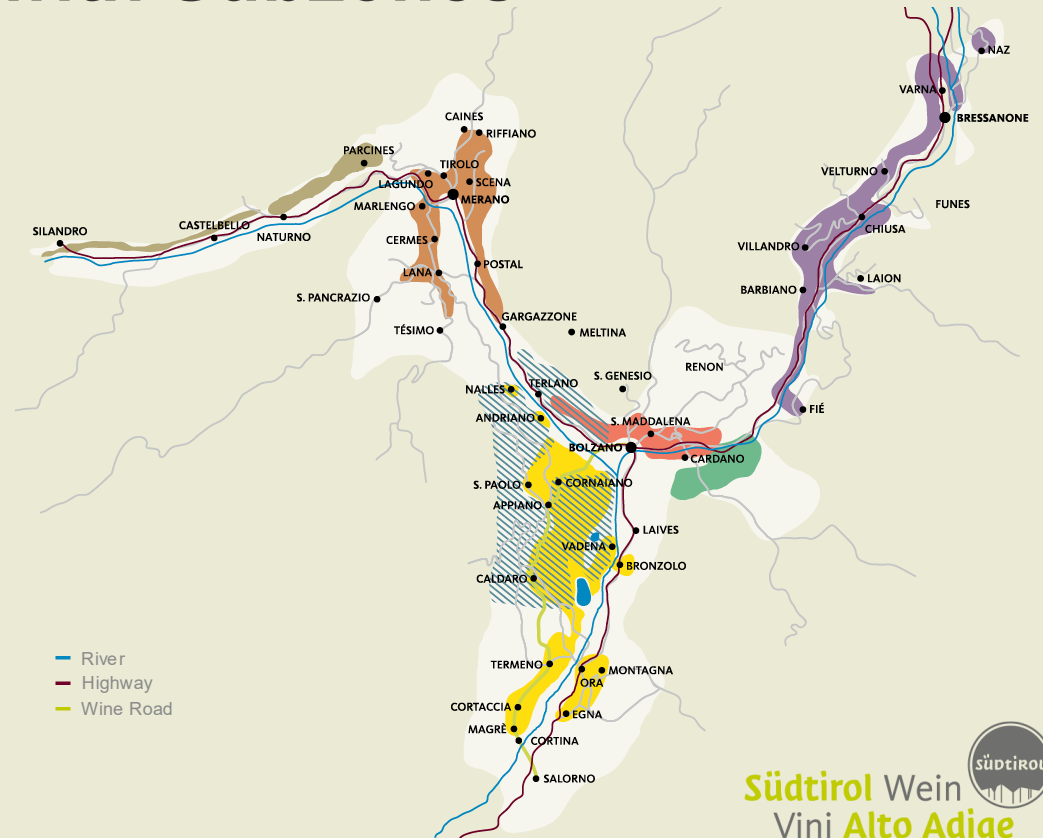 NAZ
VARNA
BRESSANONE
CAINES
RIFFIANO
PARCINES
TIROLO
VELTURNO
LAGUNDO
SCENA
MERANO
MARLENGO
FUNES
CASTELBELLO
CHIUSA
SILANDRO
NATURNO
CERMES
VILLANDRO
POSTAL
LANA
LAION
BARBIANO
S. PANCRAZIO
GARGAZZONE
TÉSIMO
MELTINA
RENON
S. GENESIO
TERLANO
NALLES
FIÉ
ANDRIANO
S. MADDALENA
BOLZANO
CARDANO
S. PAOLO
CORNAIANO
APPIANO
LAIVES
VADENA
BRONZOLO
CALDARO
River
TERMENO
MONTAGNA
Highway
ORA
CORTACCIA
Wine Road
EGNA
MAGRÈ
CORTINA
SALORNO
SÜDTIROL
Südtirol Wein
Vini Alto Adige